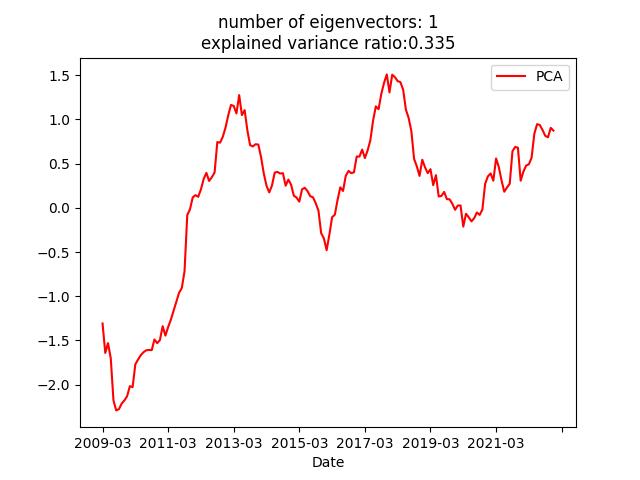 number of eigenvectors: 1
explained variance ratio:0.335
PCA
1.5
1.0
0.5
0.0
−0.5
−1.0
−1.5
−2.0
2009-03 2011-03 2013-03 2015-03 2017-03 2019-03 2021-03
Date